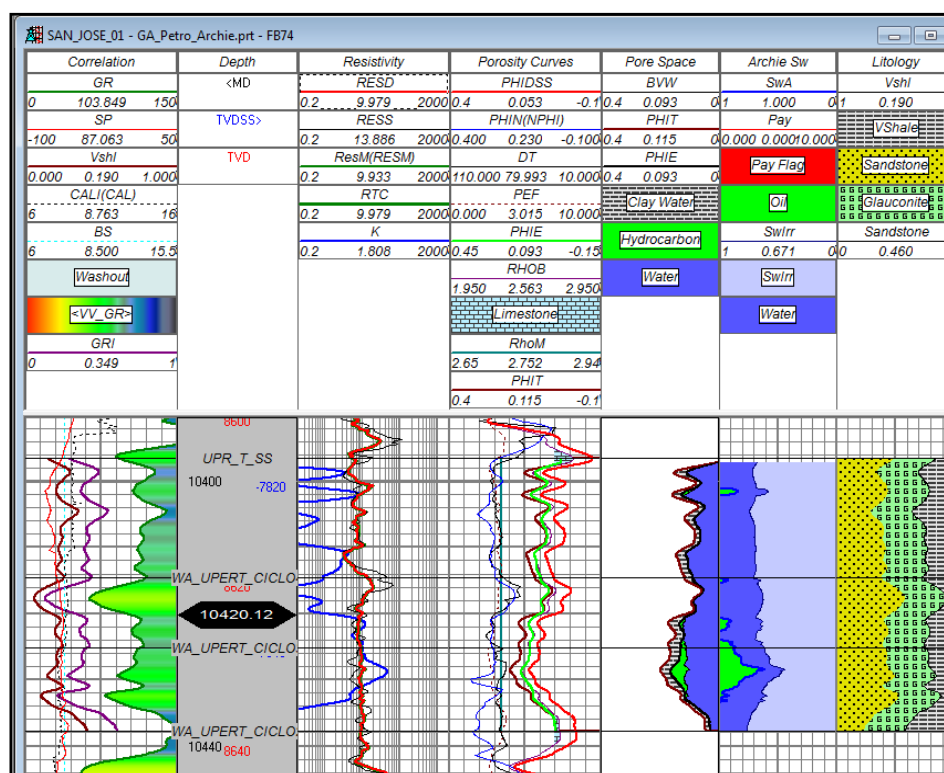 SAN_JOSE_01 - GA_Petro_Archie.prt - FB74
Correlation Depth Resistivity Porosity Curves Pore Space Archie Sw Litology
GR <MD RESD PHIDSS BVW SwA Vshl
0 103.849 150 0.2 9.979 2000 0.4 0.053 -0.1 0.4 0.093 0 1 1.000 0 1 0.190
SP TVDSS> RESS PHIN(NPHI) PHIT Pay VShale
-100 87.063 50 0.2 13.886 2000 0.400 0.230 -0.100 0.4 0.115 0 0.000 0.000 10.000
Vshl TVD ResM(RESM) DT PHIE Pay Flag Sandstone
0.000 0.190 1.000 0.2 9.933 2000 110.000 79.993 10.000 0.4 0.093 0
CALI(CAL) RTC PEF Clay Water Oil Glauconite
6 8.763 16 0.2 9.979 2000 0.000 3.015 10.000
BS K PHIE Hydrocarbon SwIrr Sandstone
6 8.500 15.5 0.2 1.808 2000 0.45 0.093 -0.15 1 0.671 0 0 0.460
Washout RHOB Water SwIrr
1.950 2.563 2.950
<VV_GR> Limestone Water
GRI RhoM
0 0.349 1 2.65 2.752 2.94
PHIT
0.4 0.115 -0.1
8600
UPR_T_SS
10400 -7820
WA_UPERT_CICLO
8620
10420.12
WA_UPERT_CICLO
WA_UPERT_CICLO
10440 8640